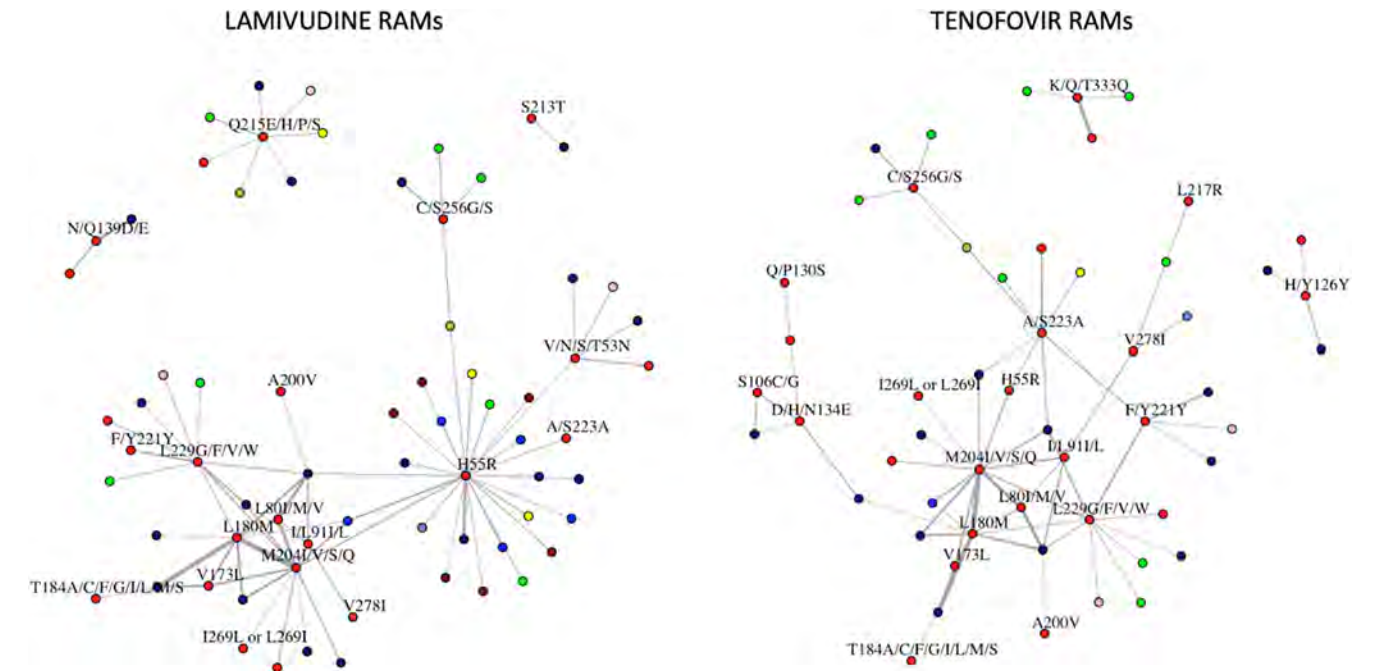 LAMIVUDINE RAMs
Q215E/H/P/S
S213T
C/S256G/S
N/Q139D/E
V/N/S/T53N
A200V
A/S223A
F/Y221Y
L229G/F/V/W
H55R
L80I/M/V
L180M
I/L91I/L
M204I/V/S/Q
V173L
T184A/C/F/G/I/L/M/S
V278I
I269L or L269I
TENOFOVIR RAMs
K/Q/T333Q
C/S256G/S
L217R
Q/P130S
H/Y126Y
A/S223A
V278I
S106C/G
I269L or L269I
H55R
D/H/N134E
F/Y221Y
M204I/V/S/Q
I/L91I/L
L80I/M/V
L229G/F/V/W
L180M
V173L
A200V
T184A/C/F/G/I/L/M/S